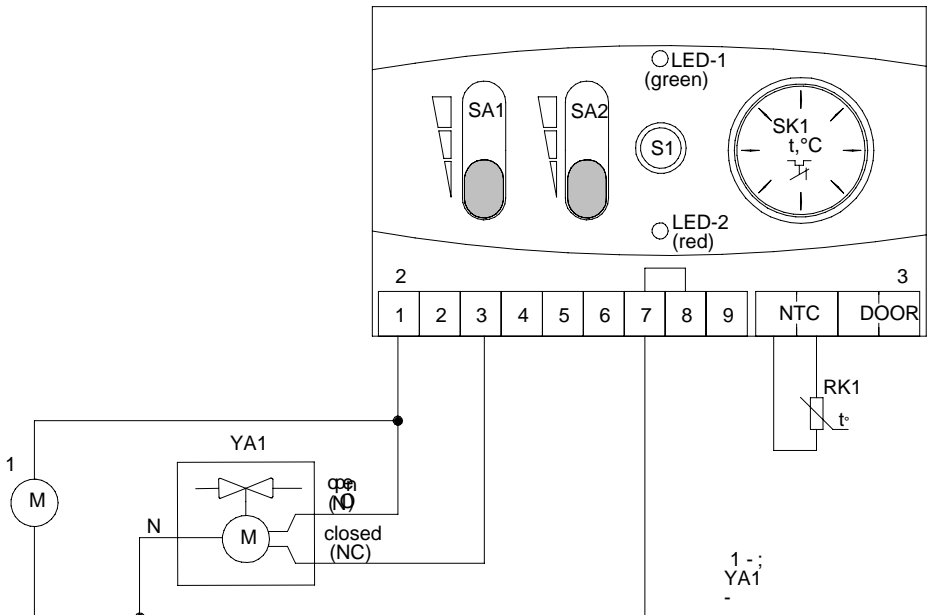 LED-1
(green)
SA1
SA2
SK1
t,°C
S1
LED-2
(red)
2
3
1 2 3 4 5 6 7 8 9 NTC DOOR
RK1
t°
YA1
1
M
(NO)
N
M
closed
(NC)
1 - ;
YA1
-